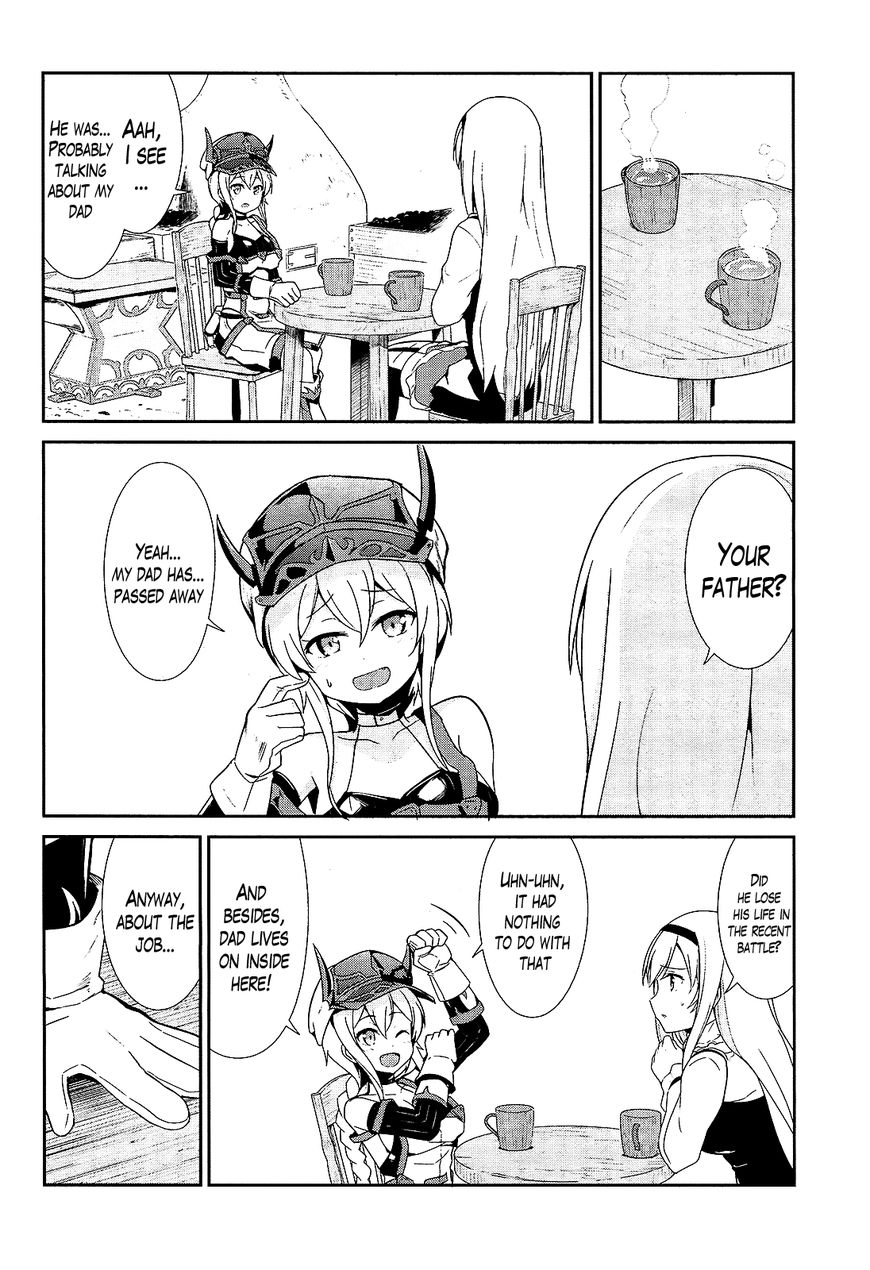 AAH,
I SEE
...
HE WAS...
PROBABLY
TALKING
ABOUT MY
DAD
YOUR
FATHER?
YEAH...
MY DAD HAS...
PASSED AWAY
DID
HE LOSE
HIS LIFE IN
THE RECENT
BATTLE?
UHN-UHN,
IT HAD
NOTHING
TO DO WITH
THAT
AND
BESIDES,
DAD LIVES
ON INSIDE
HERE!
ANYWAY,
ABOUT THE
JOB...